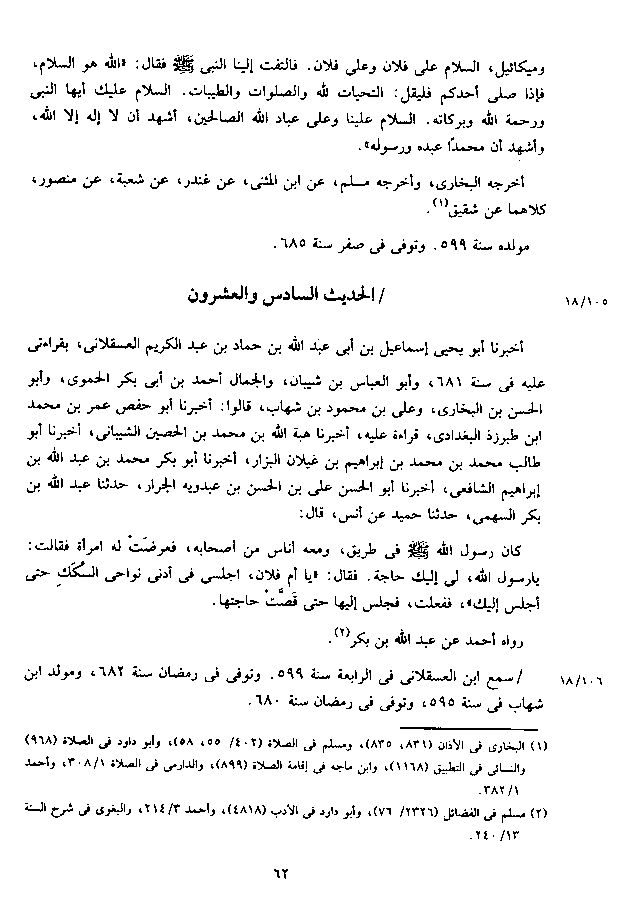 وميكائيل، السلام على فلان وعلى فلان. فالتفت إلينا النبى ﷺ فقال: «الله هو السلام،
فإذا صلى أحدكم فليقل: التحيات لله والصلوات والطيبات. السلام عليك أيها النبى
ورحمة الله وبركاته. السلام علينا وعلى عباد الله الصالحين، أشهد أن لا إله إلا الله،
وأشهد أن محمدًا عبده ورسوله».
أخرجه البخارى، وأخرجه مسلم، عن ابن المثنى، عن غندر، عن شعبة، عن منصور،
كلاهما عن شقيق(١).
مولده سنة ٥٩٩. وتوفى فى صفر سنة ٦٨٥.
١٨/١٠٥ / الحديث السادس والعشرون
أخبرنا أبو يحيى إسماعيل بن أبى عبد الله بن حماد بن عبد الكريم العسقلانى، بقراءتى
عليه فى سنة ٦٨١، وأبو العباس بن شيبان، والجمال أحمد بن أبى بكر الحموى، وأبو
الحسن بن البخارى، وعلى بن محمود بن شهاب، قالوا: أخبرنا أبو حفص عمر بن محمد
ابن طبرزذ البغدادى، قراءة عليه، أخبرنا هبة الله بن محمد بن الحصين الشيبانى، أخبرنا أبو
طالب محمد بن محمد بن إبراهيم بن غيلان البزار، أخبرنا أبو بكر محمد بن عبد الله بن
إبراهيم الشافعى، أخبرنا أبو الحسن على بن الحسن بن عبدويه الجرار، حدثنا عبد الله بن
بكر السهمى، حدثنا حميد عن أنس، قال:
كان رسول الله ﷺ فى طريق، ومعه أناس من أصحابه، فعرضَتْ له امرأة فقالت:
يارسول الله، لى إليك حاجة. فقال: «يا أم فلان، اجلسى فى أدنى نواحى السُّكَكِ حتى
أجلس إليك»، ففعلت، فجلس إليها حتى قَضَّتْ حاجتها.
رواه أحمد عن عبد الله بن بكر(٢).
١٨/١٠٦ / سمع ابن العسقلانى فى الرابعة سنة ٥٩٩. وتوفى فى رمضان سنة ٦٨٢، ومولد ابن
شهاب فى سنة ٥٩٥، وتوفى فى رمضان سنة ٦٨٠.
(١) البخارى فى الأذان (٨٣١، ٨٣٥)، ومسلم فى الصلاة (٤٠٢/ ٥٥، ٥٨)، وأبو داود فى الصلاة (٩٦٨)
والنسائى فى التطبيق (١١٦٨)، وابن ماجه فى إقامة الصلاة (٨٩٩)، والدارمى فى الصلاة ٣٠٨/١، وأحمد
٣٨٢/١.
(٢) مسلم فى الفضائل (٢٣٢٦/ ٧٦)، وأبو داود فى الأدب (٤٨١٨)، وأحمد ٢١٤/٣، والبغوى فى شرح السنة
٢٤٠/١٣.
٦٢